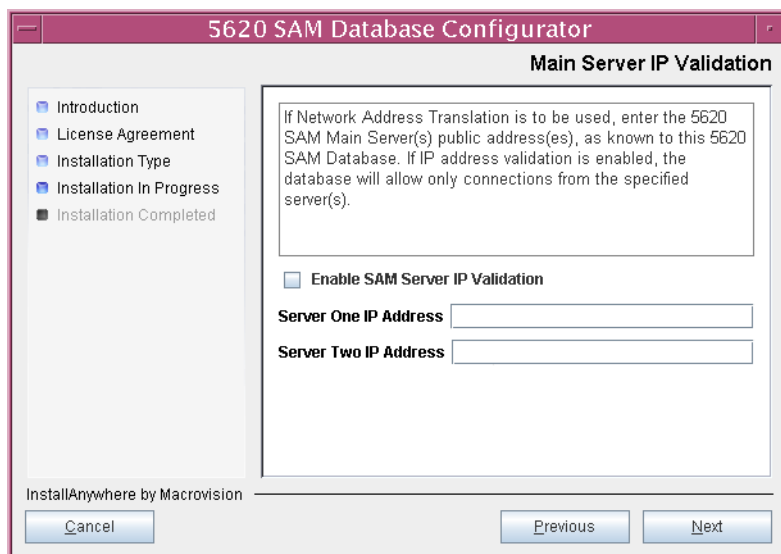 5620 SAM Database Configurator
Main Server IP Validation
Introduction
License Agreement
Installation Type
Installation In Progress
Installation Completed
If Network Address Translation is to be used, enter the 5620
SAM Main Server(s) public address(es), as known to this 5620
SAM Database. If IP address validation is enabled, the
database will allow only connections from the specified
server(s).
Enable SAM Server IP Validation
Server One IP Address
Server Two IP Address
InstallAnywhere by Macrovision
Cancel
Previous
Next